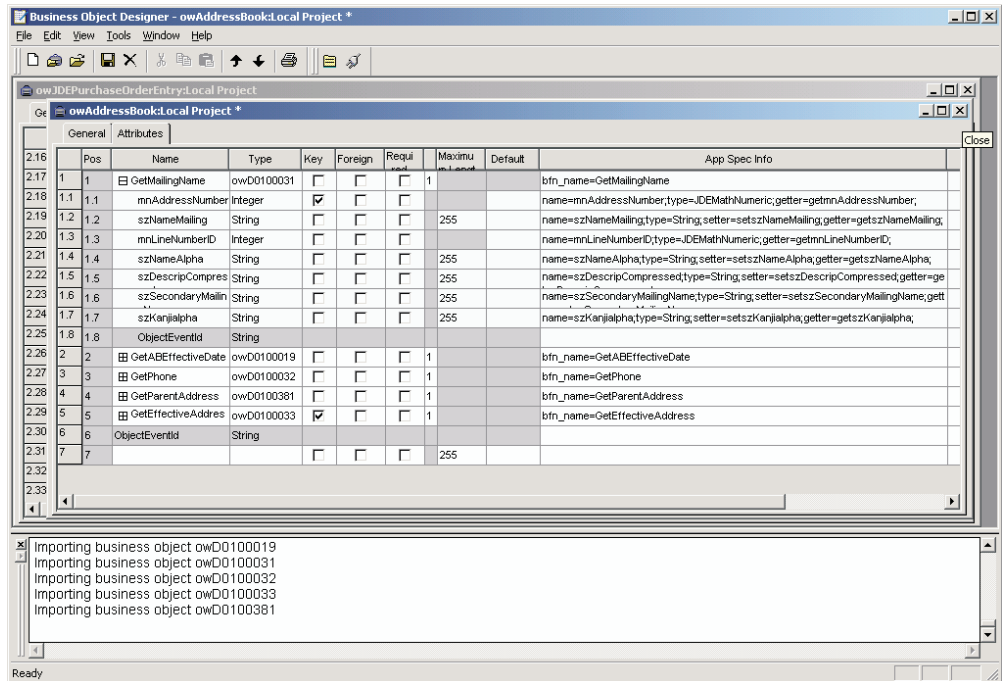 Business Object Designer - owAddressBook:Local Project *
File Edit View Tools Window Help
owJDEPurchaseOrderEntry:Local Project
Ge
owAddressBook:Local Project *
Close
General Attributes
Pos Name Type Key Foreign Requi Maximu Default App Spec Info
2.16
2.17 1 1 GetMailingName owD0100031 1 bfn_name=GetMailingName
2.18 1.1 1.1 mnAddressNumber Integer name=mnAddressNumber;type=JDEMathNumeric;getter=getmnAddressNumber;
2.19 1.2 1.2 szNameMailing String 255 name=szNameMailing;type=String;setter=setszNameMailing;getter=getszNameMailing;
2.20 1.3 1.3 mnLineNumberID Integer name=mnLineNumberID;type=JDEMathNumeric;getter=getmnLineNumberID;
2.21 1.4 1.4 szNameAlpha String 255 name=szNameAlpha;type=String;setter=setszNameAlpha;getter=getszNameAlpha;
2.22 1.5 1.5 szDescripCompres String 255 name=szDescripCompressed;type=String;setter=setszDescripCompressed;getter=ge
2.23 1.6 1.6 szSecondaryMailin String 255 name=szSecondaryMailingName;type=String;setter=setszSecondaryMailingName;gett
2.24 1.7 1.7 szKanjialpha String 255 name=szKanjialpha;type=String;setter=setszKanjialpha;getter=getszKanjialpha;
2.25 1.8 1.8 ObjectEventId String
2.26 2 2 GetABEffectiveDate owD0100019 1 bfn_name=GetABEffectiveDate
2.27 3 3 GetPhone owD0100032 1 bfn_name=GetPhone
2.28 4 4 GetParentAddress owD0100381 1 bfn_name=GetParentAddress
2.29 5 5 GetEffectiveAddres owD0100033 1 bfn_name=GetEffectiveAddress
2.30 6 6 ObjectEventId String
2.31 7 7 255
2.32
2.33
Importing business object owD0100019
Importing business object owD0100031
Importing business object owD0100032
Importing business object owD0100033
Importing business object owD0100381
Ready